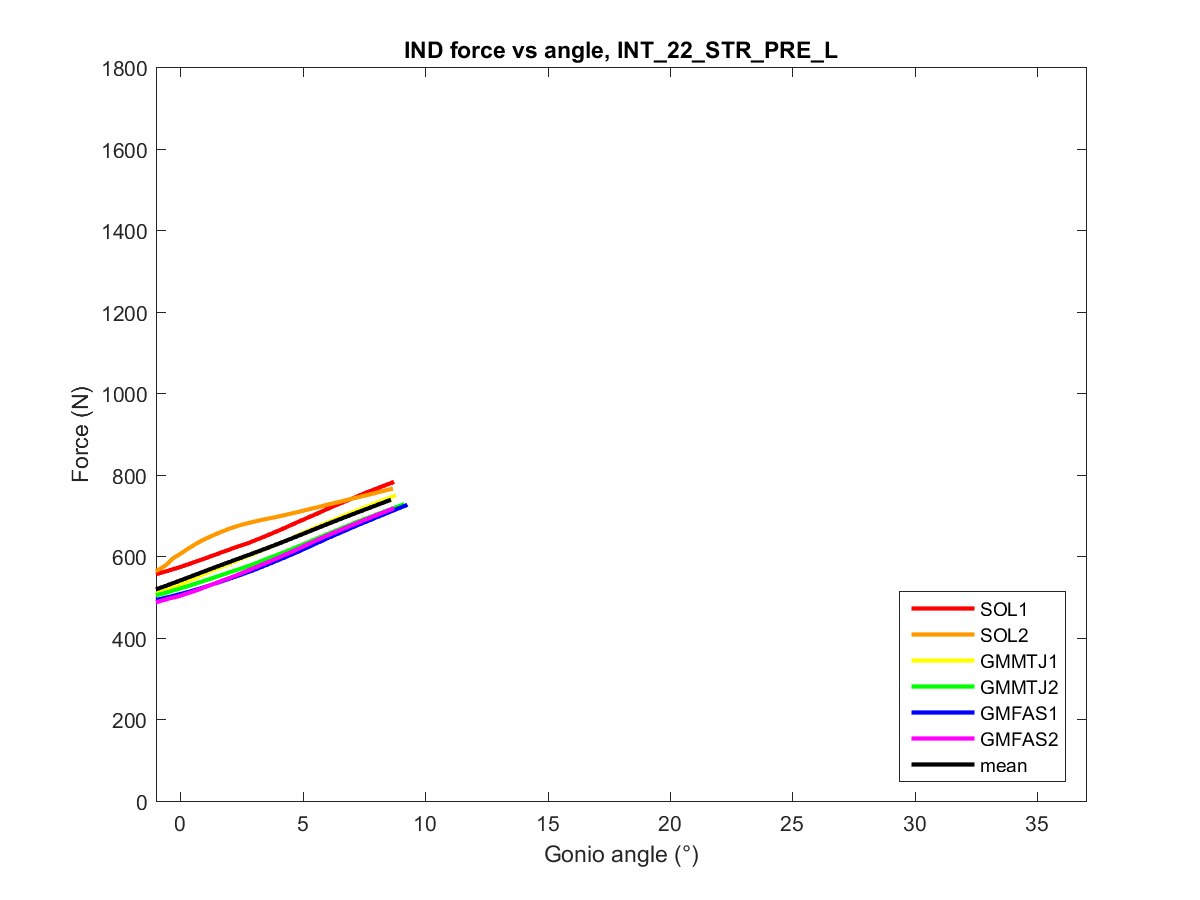 IND force vs angle, INT_22_STR_PRE_L
1800
1600
1400
1200
1000
800
600
400
200
0
Force (N)
0 5 10 15 20 25 30 35
Gonio angle (°)
SOL1
SOL2
GMMTJ1
GMMTJ2
GMFAS1
GMFAS2
mean